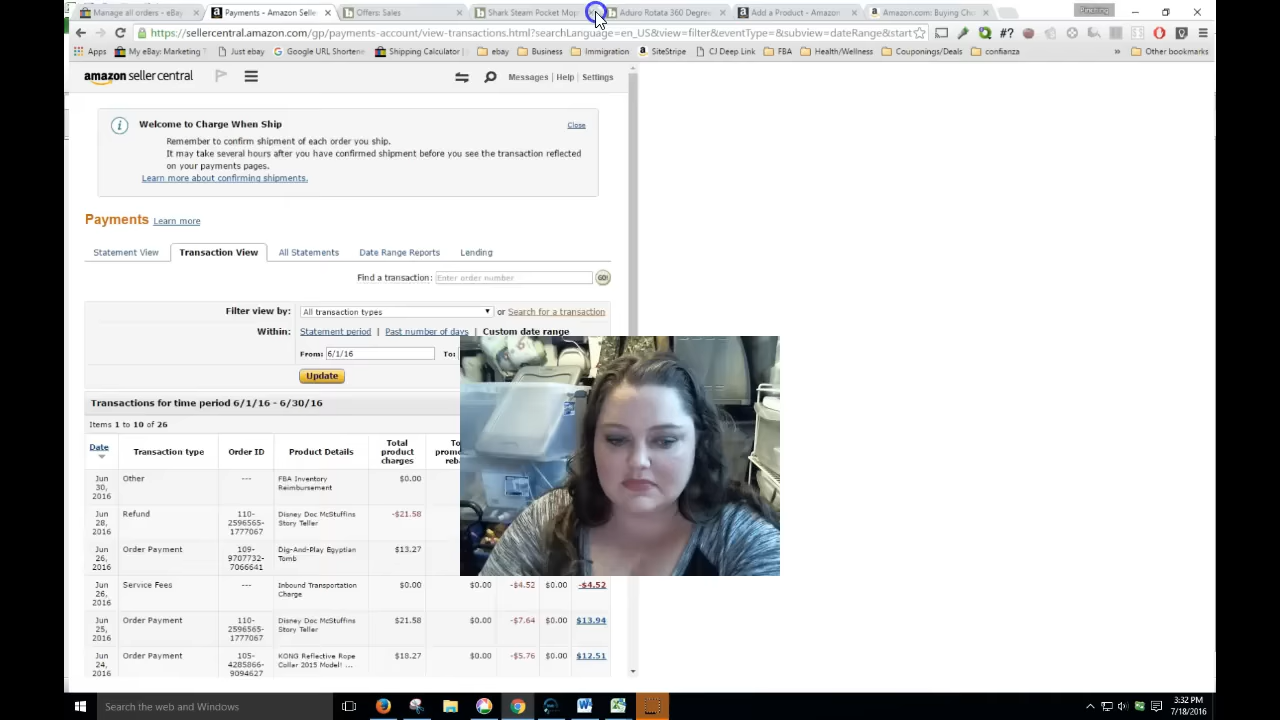 Manage all orders - eBay
Payments - Amazon Selle
Offers: Sales
Shark Steam Pocket Mop
Aduro Rotata 360 Degree
Add a Product - Amazon
Amazon.com: Buying Cho
https://sellercentral.amazon.com/gp/payments-account/view-transactions.html?searchLanguage=en_US&view=filter&eventType=&subview=dateRange&start
Apps My eBay: Marketing T Just ebay Google URL Shortene Shipping Calculator | ebay Business Immigration SiteStripe CJ Deep Link FBA Health/Wellness Couponing/Deals confianza » Other bookmarks
amazon seller central
Messages | Help | Settings
Welcome to Charge When Ship
Close
Remember to confirm shipment of each order you ship.
It may take several hours after you have confirmed shipment before you see the transaction reflected
on your payments pages.
Learn more about confirming shipments.
Payments Learn more
Statement View Transaction View All Statements Date Range Reports Lending
Find a transaction: Enter order number GO!
Filter view by: All transaction types or Search for a transaction
Within: Statement period | Past number of days | Custom date range
From: 6/1/16 To:
Update
Transactions for time period 6/1/16 - 6/30/16
Items 1 to 10 of 26
Date Transaction type Order ID Product Details Total product charges
Jun 30, 2016 Other --- FBA Inventory Reimbursement $0.00
Jun 28, 2016 Refund 110-2596565-1777067 Disney Doc McStuffins Story Teller -$21.58
Jun 26, 2016 Order Payment 109-9707732-7066641 Dig-And-Play Egyptian Tomb $13.27
Jun 26, 2016 Service Fees --- Inbound Transportation Charge $0.00 $0.00 -$4.52 $0.00 -$4.52
Jun 25, 2016 Order Payment 110-2596565-1777067 Disney Doc McStuffins Story Teller $21.58 $0.00 -$7.64 $0.00 $13.94
Jun 24, 2016 Order Payment 105-4285866-9094627 KONG Reflective Rope Collar 2015 Model! ... $18.27 $0.00 -$5.76 $0.00 $12.51
Search the web and Windows
3:32 PM
7/18/2016